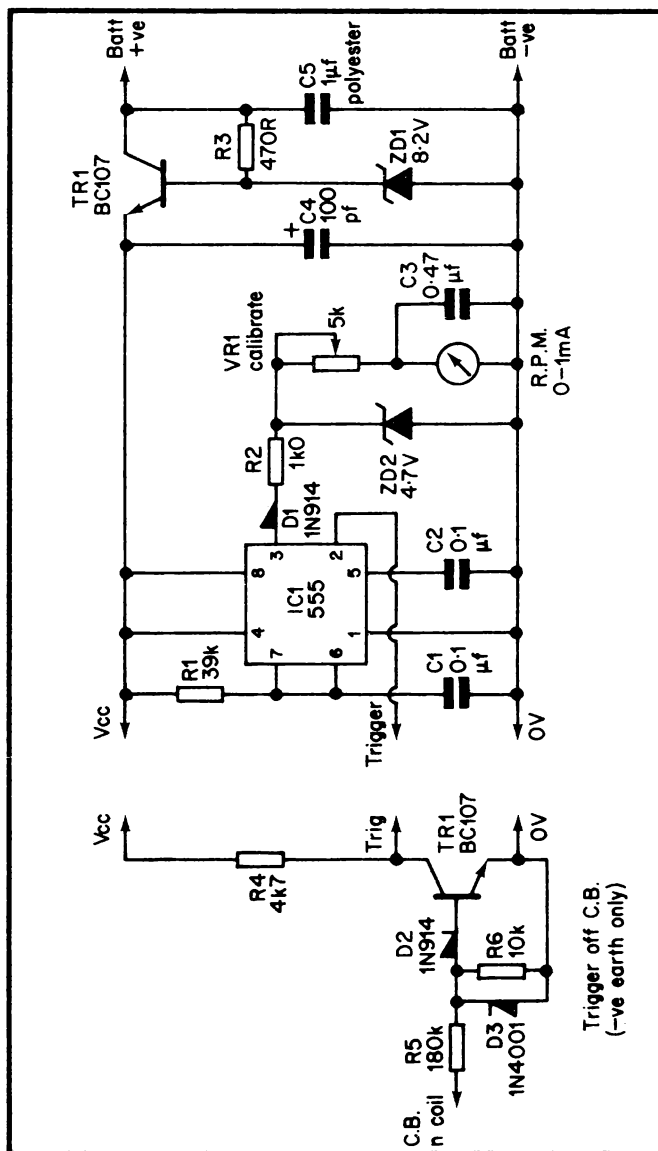 Vcc
R4
4k7
Trig
TR1
BC107
0V
D2
1N914
R6
10k
D3
1N4001
R5
180k
C.B.
n coil
Trigger off C.B.
(-ve earth only)
Vcc
R1
39k
Trigger
C1
0·1
µf
0V
4
8
7
3
IC1
555
6
2
1
5
C2
0·1
µf
D1
1N914
R2
1k0
ZD2
4·7V
VR1
calibrate
5k
C3
0·47
µf
R.P.M.
0-1mA
TR1
BC107
+
C4
100
pf
R3
470R
ZD1
8·2V
C5
1µf
polyester
Batt
+ve
Batt
-ve